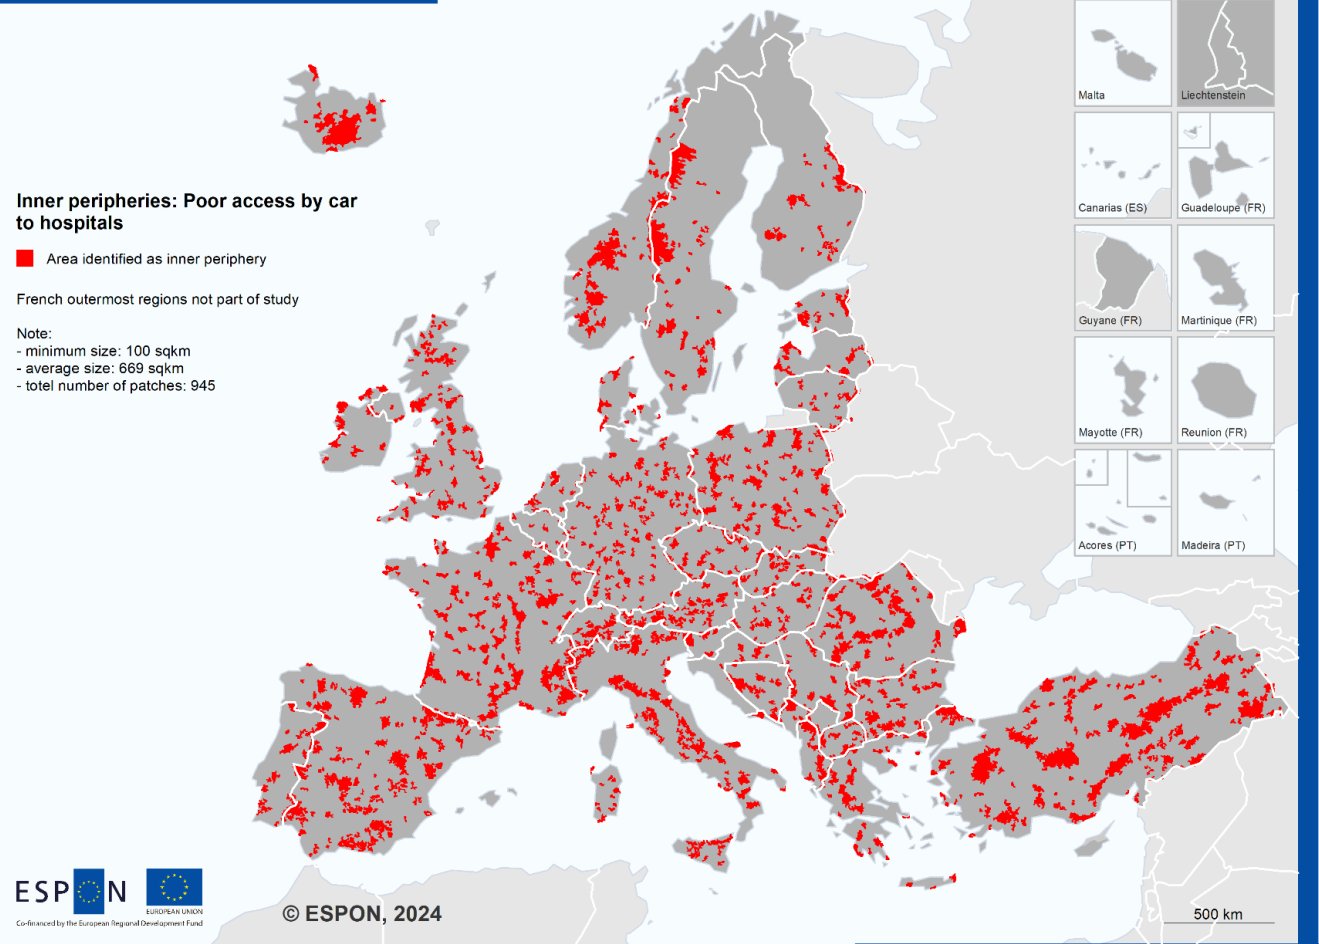 Inner peripheries: Poor access by car
to hospitals
Area identified as inner periphery
French outermost regions not part of study
Note:
- minimum size: 100 sqkm
- average size: 669 sqkm
- total number of patches: 945
Malta
Liechtenstein
Canarias (ES)
Guadeloupe (FR)
Guyane (FR)
Martinique (FR)
Mayotte (FR)
Reunion (FR)
Acores (PT)
Madeira (PT)
ESPON
EUROPEAN UNION
Co-financed by the European Regional Development Fund
© ESPON, 2024
500 km